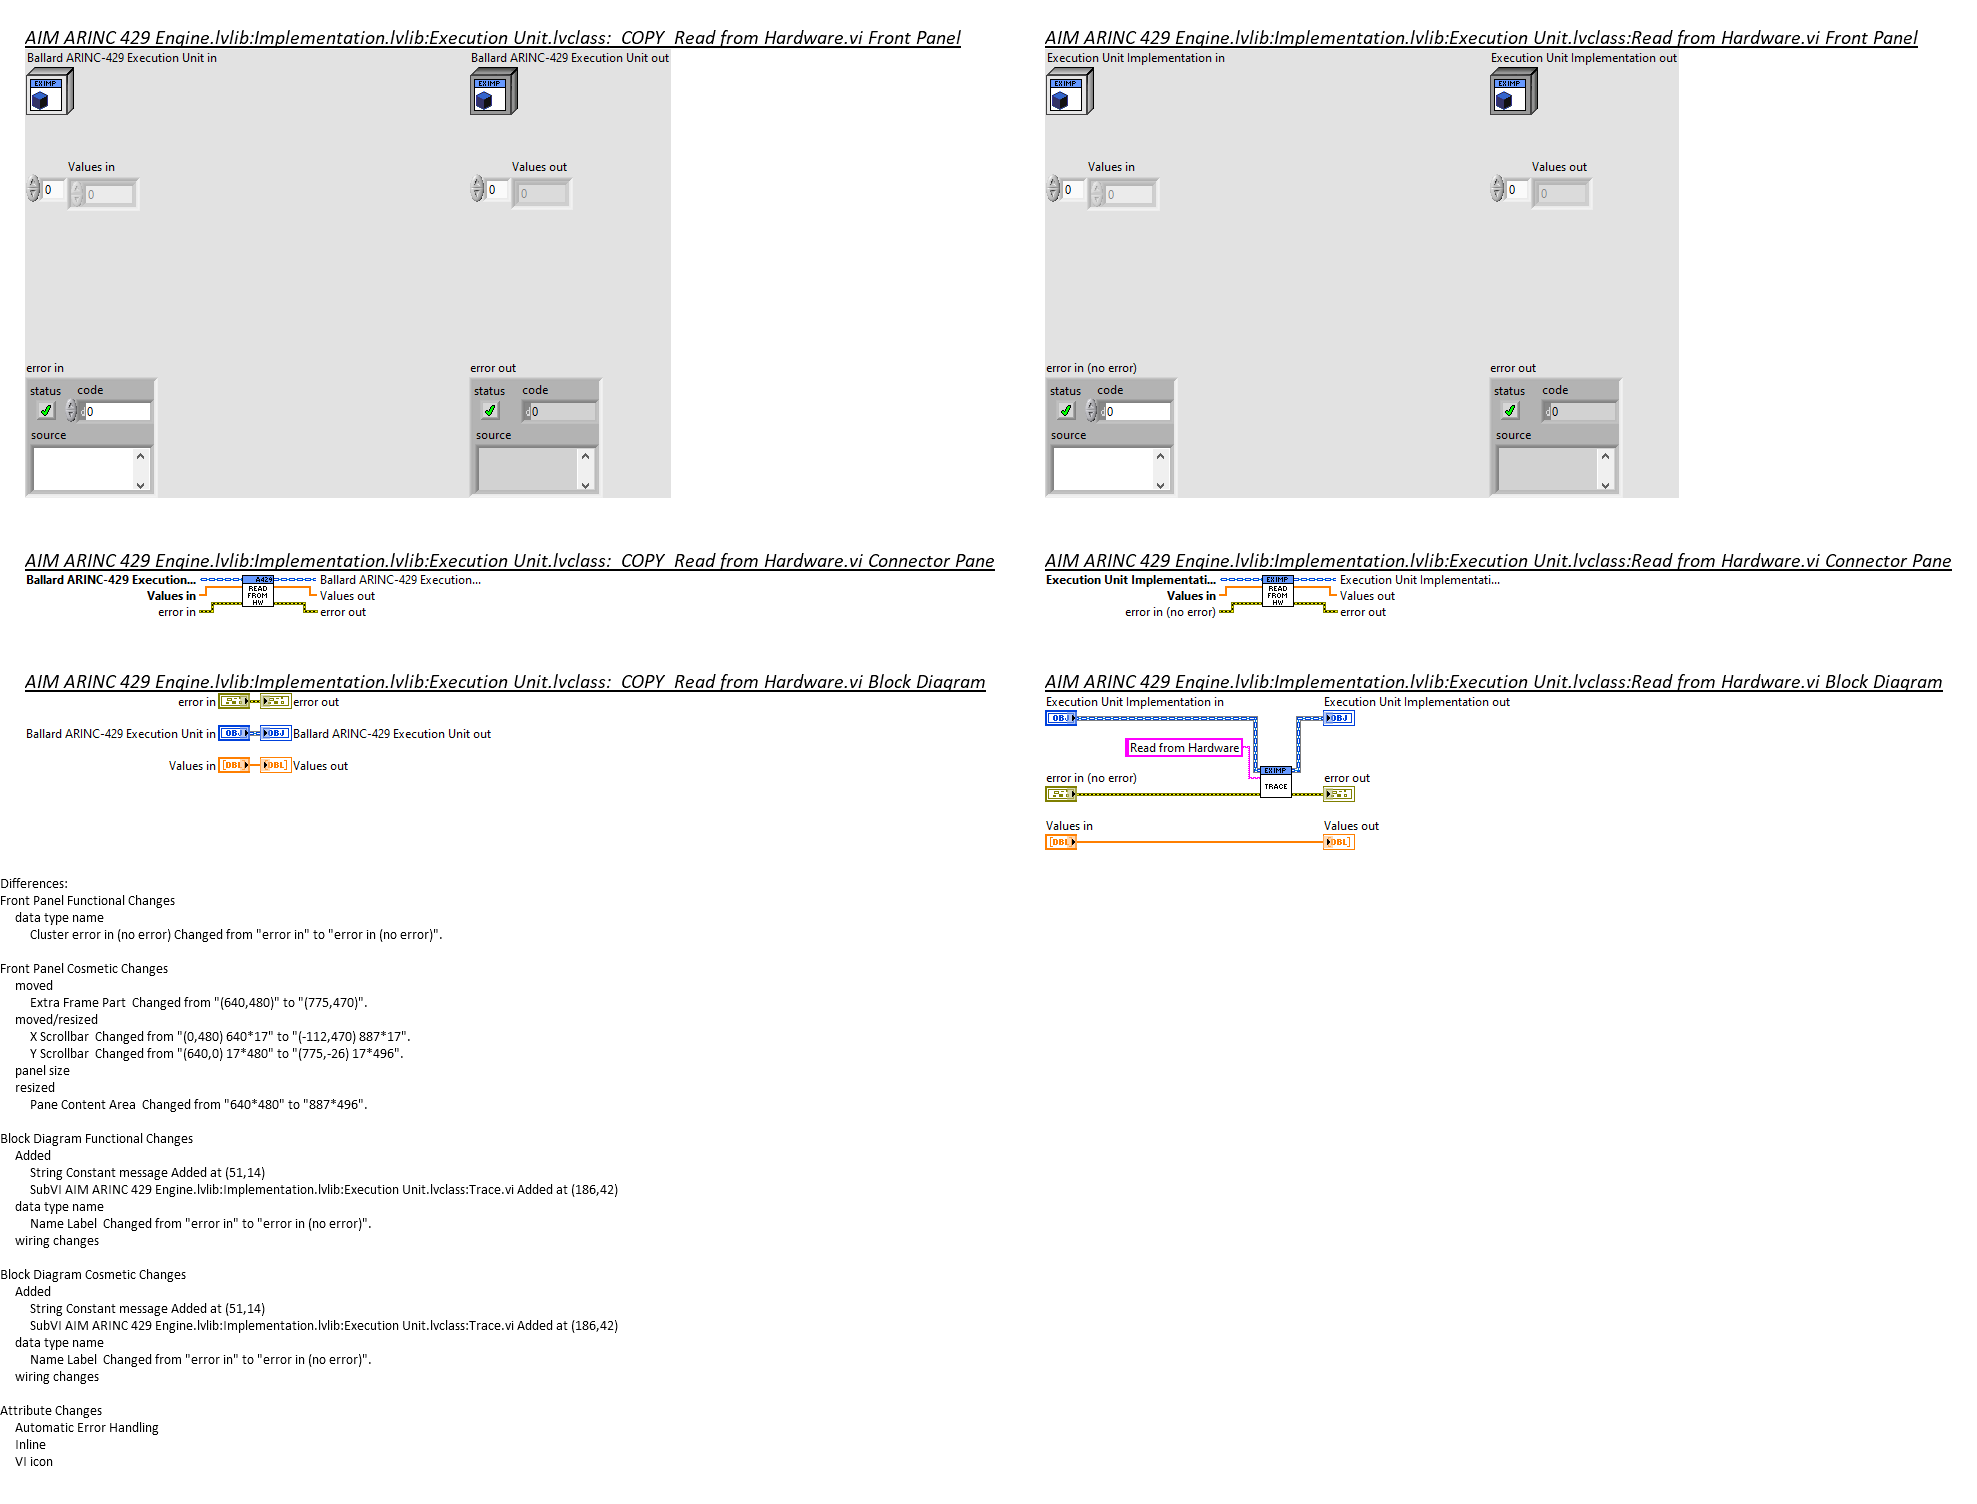 AIM ARINC 429 Engine.lvlib:Implementation.lvlib:Execution Unit.lvclass:  COPY  Read from Hardware.vi Front Panel
Ballard ARINC-429 Execution Unit in
Ballard ARINC-429 Execution Unit out
EXIMP
EXIMP
Values in
Values out
0
0
0
0
error in
error out
status
code
status
code
0
0
source
source
AIM ARINC 429 Engine.lvlib:Implementation.lvlib:Execution Unit.lvclass:Read from Hardware.vi Front Panel
Execution Unit Implementation in
Execution Unit Implementation out
EXIMP
EXIMP
Values in
Values out
0
0
0
0
error in (no error)
error out
status
code
status
code
d0
d0
source
source
AIM ARINC 429 Engine.lvlib:Implementation.lvlib:Execution Unit.lvclass:  COPY  Read from Hardware.vi Connector Pane
Ballard ARINC-429 Execution...
A429
Ballard ARINC-429 Execution...
Values in
READ FROM HW
Values out
error in
error out
AIM ARINC 429 Engine.lvlib:Implementation.lvlib:Execution Unit.lvclass:Read from Hardware.vi Connector Pane
Execution Unit Implementati...
EXIMP
Execution Unit Implementati...
Values in
READ FROM HW
Values out
error in (no error)
error out
AIM ARINC 429 Engine.lvlib:Implementation.lvlib:Execution Unit.lvclass:  COPY  Read from Hardware.vi Block Diagram
error in
error out
Ballard ARINC-429 Execution Unit in
OBJ
OBJ
Ballard ARINC-429 Execution Unit out
Values in
[DBL]
[DBL]
Values out
AIM ARINC 429 Engine.lvlib:Implementation.lvlib:Execution Unit.lvclass:Read from Hardware.vi Block Diagram
Execution Unit Implementation in
Execution Unit Implementation out
OBJ
OBJ
Read from Hardware
EXIMP
TRACE
error in (no error)
error out
Values in
Values out
[DBL]
[DBL]
Differences:
Front Panel Functional Changes
data type name
Cluster error in (no error) Changed from "error in" to "error in (no error)".
Front Panel Cosmetic Changes
moved
Extra Frame Part  Changed from "(640,480)" to "(775,470)".
moved/resized
X Scrollbar  Changed from "(0,480) 640*17" to "(-112,470) 887*17".
Y Scrollbar  Changed from "(640,0) 17*480" to "(775,-26) 17*496".
panel size
resized
Pane Content Area  Changed from "640*480" to "887*496".
Block Diagram Functional Changes
Added
String Constant message Added at (51,14)
SubVI AIM ARINC 429 Engine.lvlib:Implementation.lvlib:Execution Unit.lvclass:Trace.vi Added at (186,42)
data type name
Name Label  Changed from "error in" to "error in (no error)".
wiring changes
Block Diagram Cosmetic Changes
Added
String Constant message Added at (51,14)
SubVI AIM ARINC 429 Engine.lvlib:Implementation.lvlib:Execution Unit.lvclass:Trace.vi Added at (186,42)
data type name
Name Label  Changed from "error in" to "error in (no error)".
wiring changes
Attribute Changes
Automatic Error Handling
Inline
VI icon